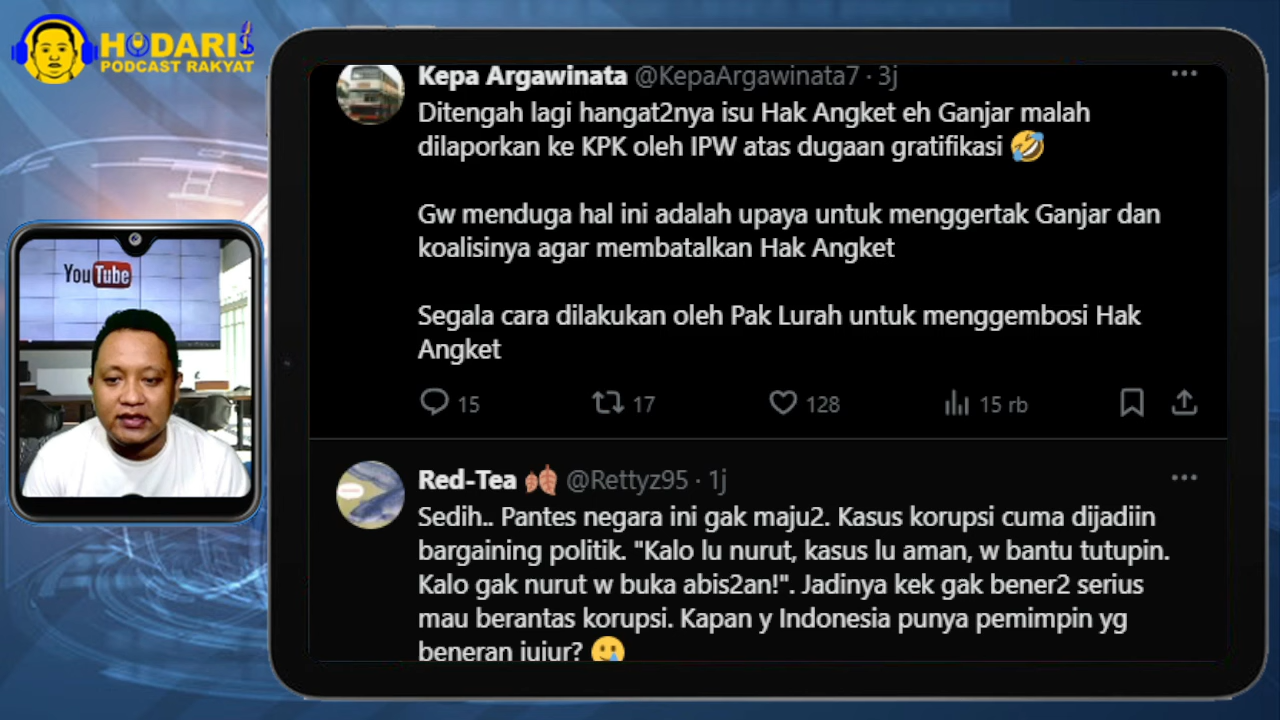 HODARI
PODCAST RAKYAT
YouTube
Kepa Argawinata @KepaArgawinata7 · 3j
Ditengah lagi hangat2nya isu Hak Angket eh Ganjar malah
dilaporkan ke KPK oleh IPW atas dugaan gratifikasi 🤣
Gw menduga hal ini adalah upaya untuk menggertak Ganjar dan
koalisinya agar membatalkan Hak Angket
Segala cara dilakukan oleh Pak Lurah untuk menggembosi Hak
Angket
15 17 128 15 rb
Red-Tea 🍂 @Rettyz95 · 1j
Sedih.. Pantes negara ini gak maju2. Kasus korupsi cuma dijadiin
bargaining politik. "Kalo lu nurut, kasus lu aman, w bantu tutupin.
Kalo gak nurut w buka abis2an!". Jadinya kek gak bener2 serius
mau berantas korupsi. Kapan y Indonesia punya pemimpin yg
beneran jujur? 🥲